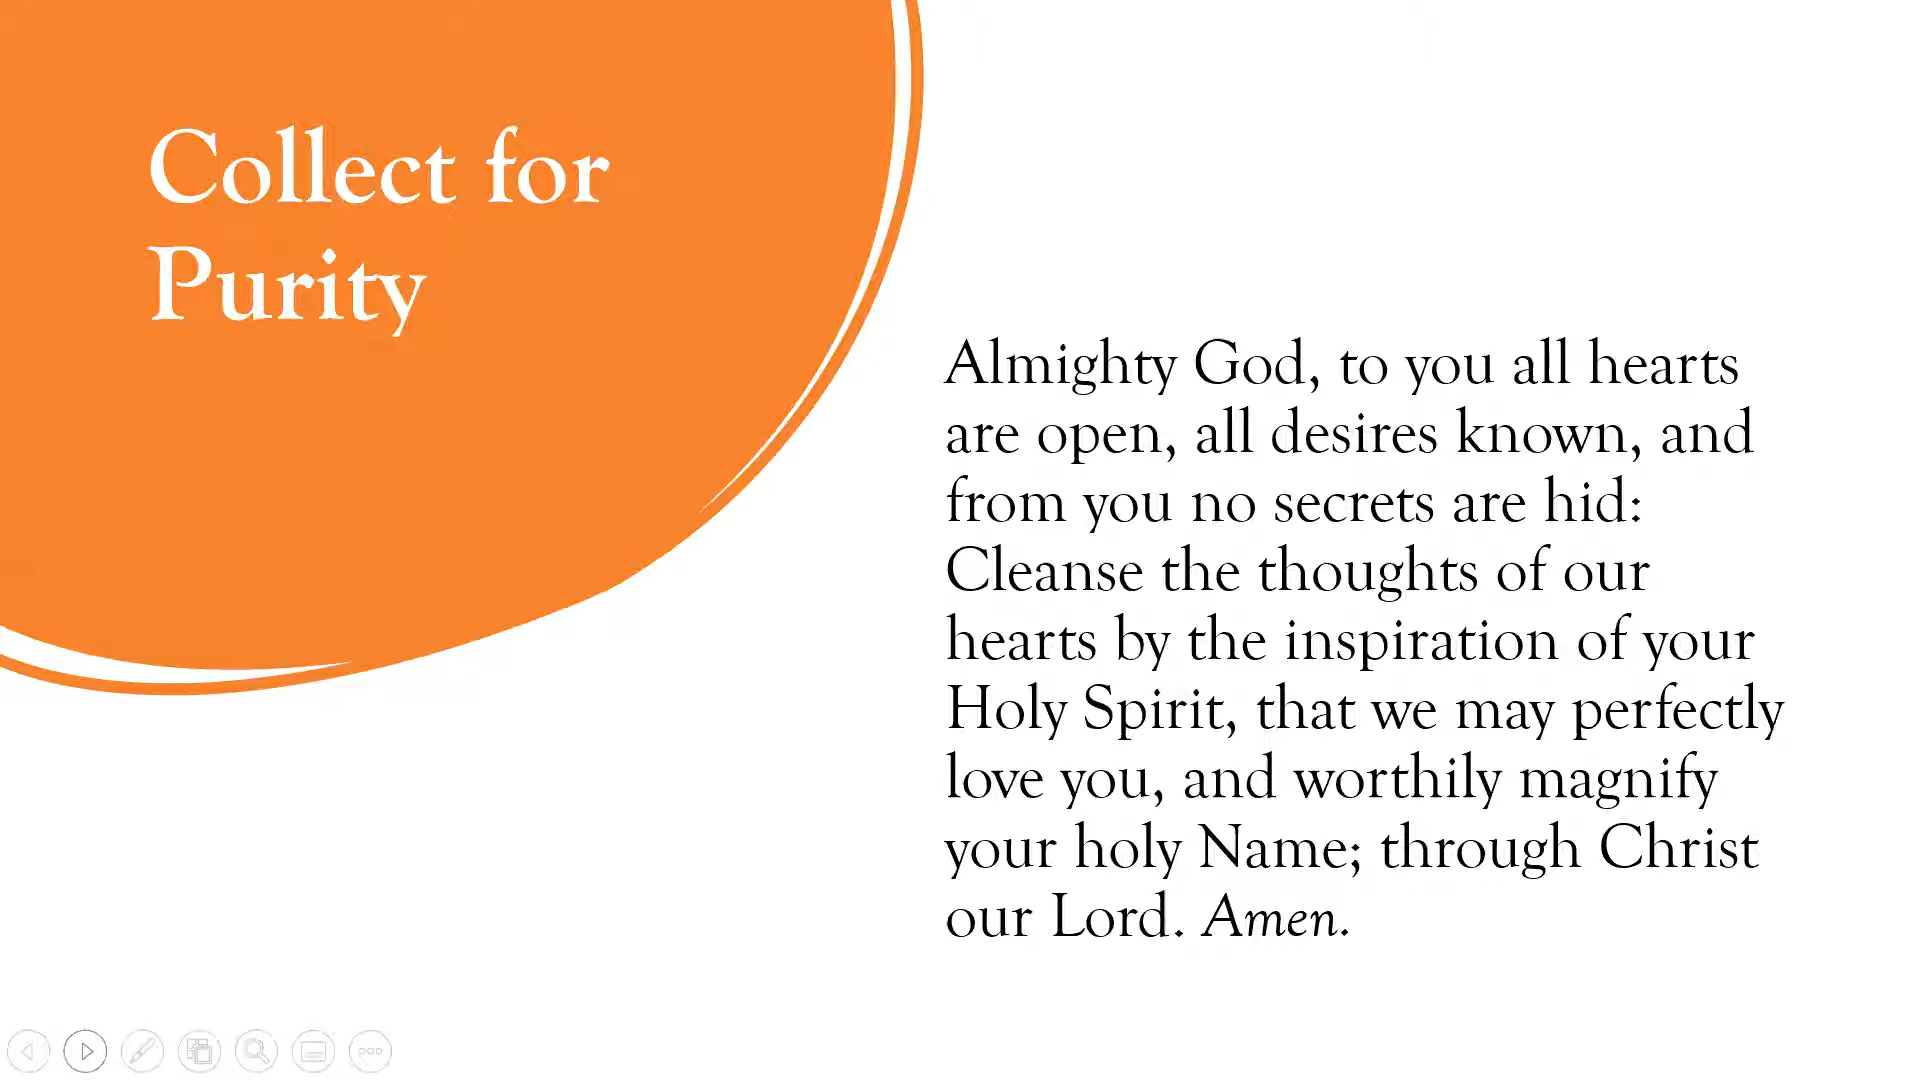 Collect for
Purity
Almighty God, to you all hearts
are open, all desires known, and
from you no secrets are hid:
Cleanse the thoughts of our
hearts by the inspiration of your
Holy Spirit, that we may perfectly
love you, and worthily magnify
your holy Name; through Christ
our Lord. Amen.